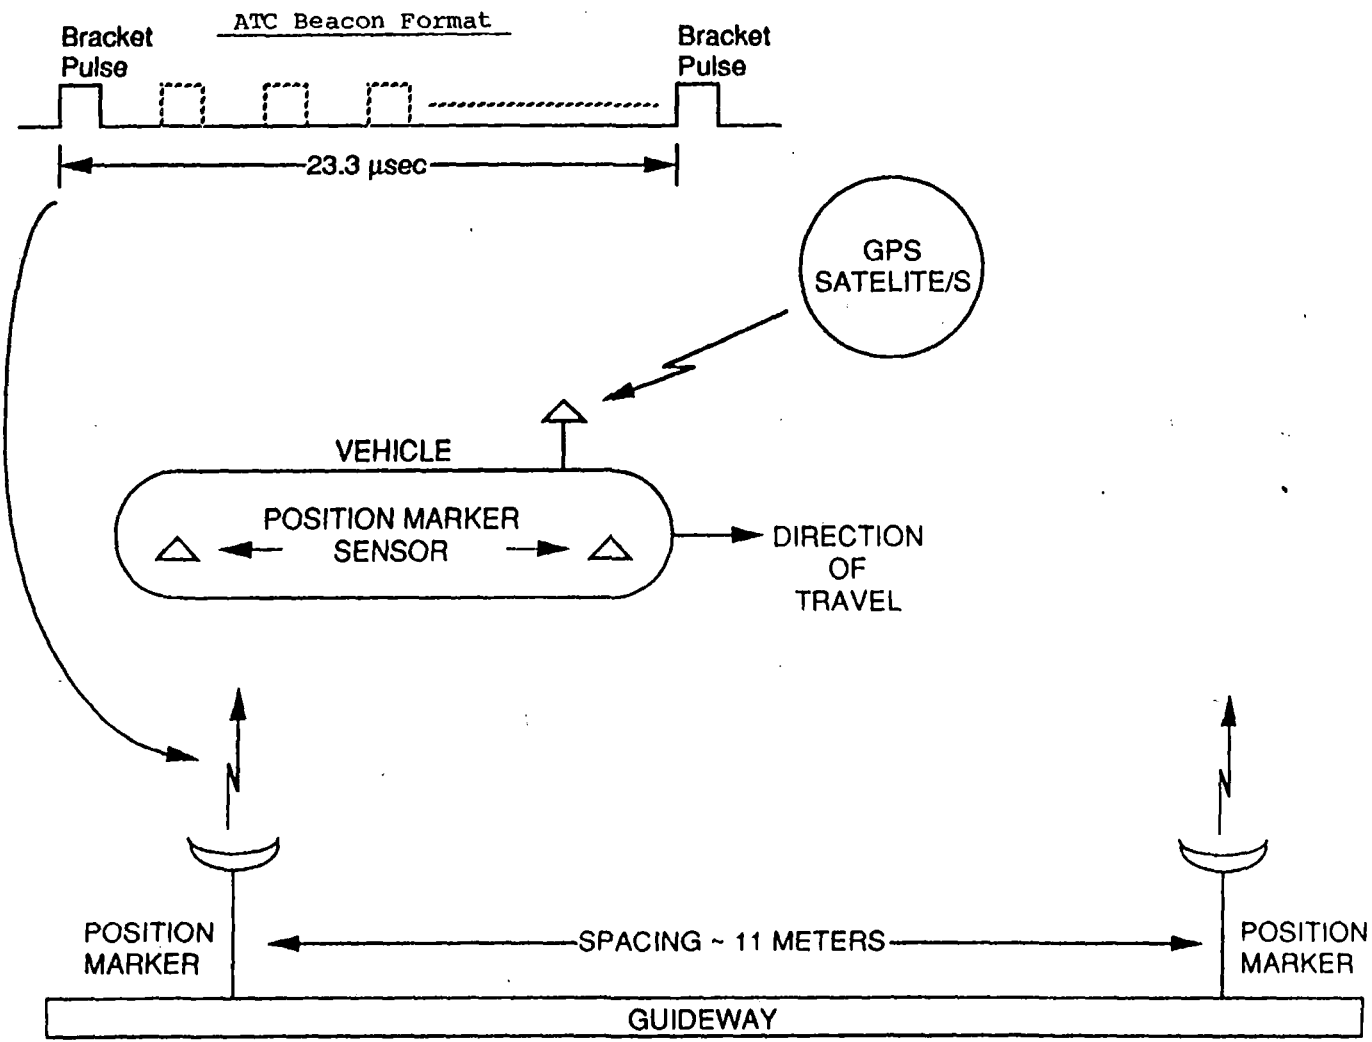 ATC Beacon Format
Bracket
Pulse
Bracket
Pulse
23.3 µsec
GPS
SATELITE/S
VEHICLE
POSITION MARKER
SENSOR
DIRECTION
OF
TRAVEL
POSITION
MARKER
SPACING ~ 11 METERS
POSITION
MARKER
GUIDEWAY